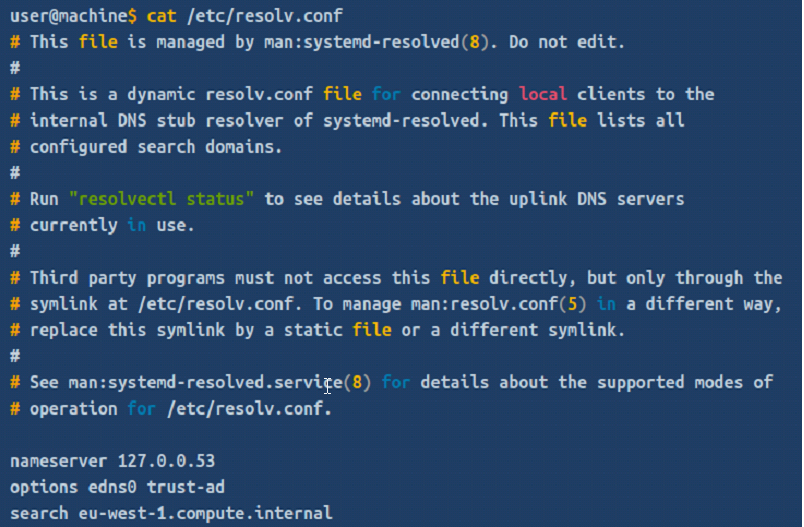 user@machine$ cat /etc/resolv.conf
# This file is managed by man:systemd-resolved(8). Do not edit.
#
# This is a dynamic resolv.conf file for connecting local clients to the
# internal DNS stub resolver of systemd-resolved. This file lists all
# configured search domains.
#
# Run "resolvectl status" to see details about the uplink DNS servers
# currently in use.
#
# Third party programs must not access this file directly, but only through the
# symlink at /etc/resolv.conf. To manage man:resolv.conf(5) in a different way,
# replace this symlink by a static file or a different symlink.
#
# See man:systemd-resolved.service(8) for details about the supported modes of
# operation for /etc/resolv.conf.

nameserver 127.0.0.53
options edns0 trust-ad
search eu-west-1.compute.internal